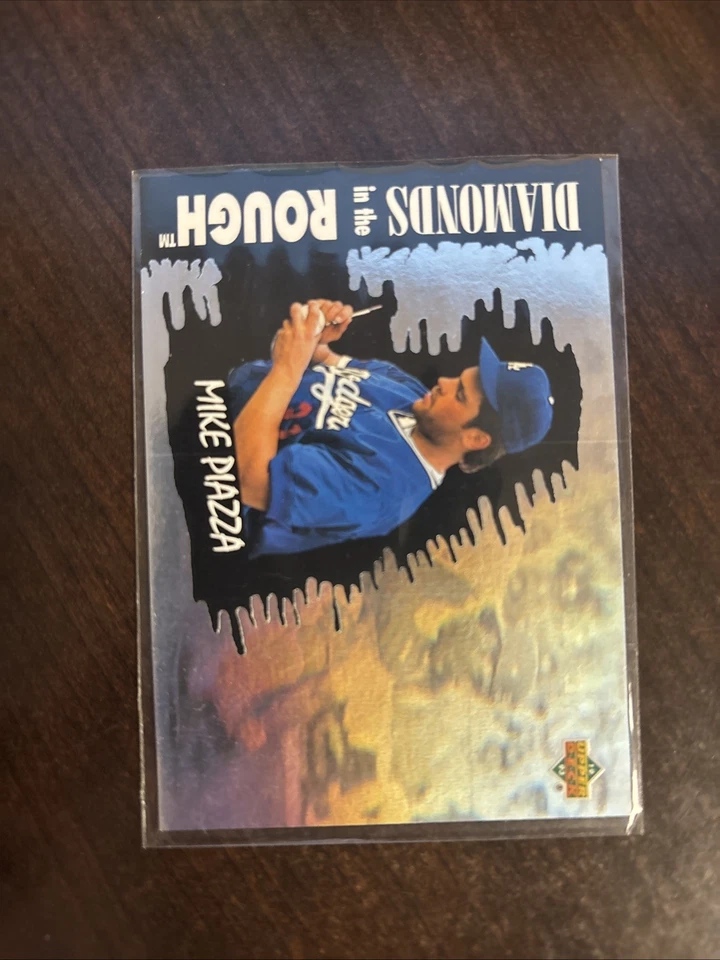 DIAMONDS
in the
ROUGH™
Dodgers
MIKE PIAZZA
UPPER
DECK